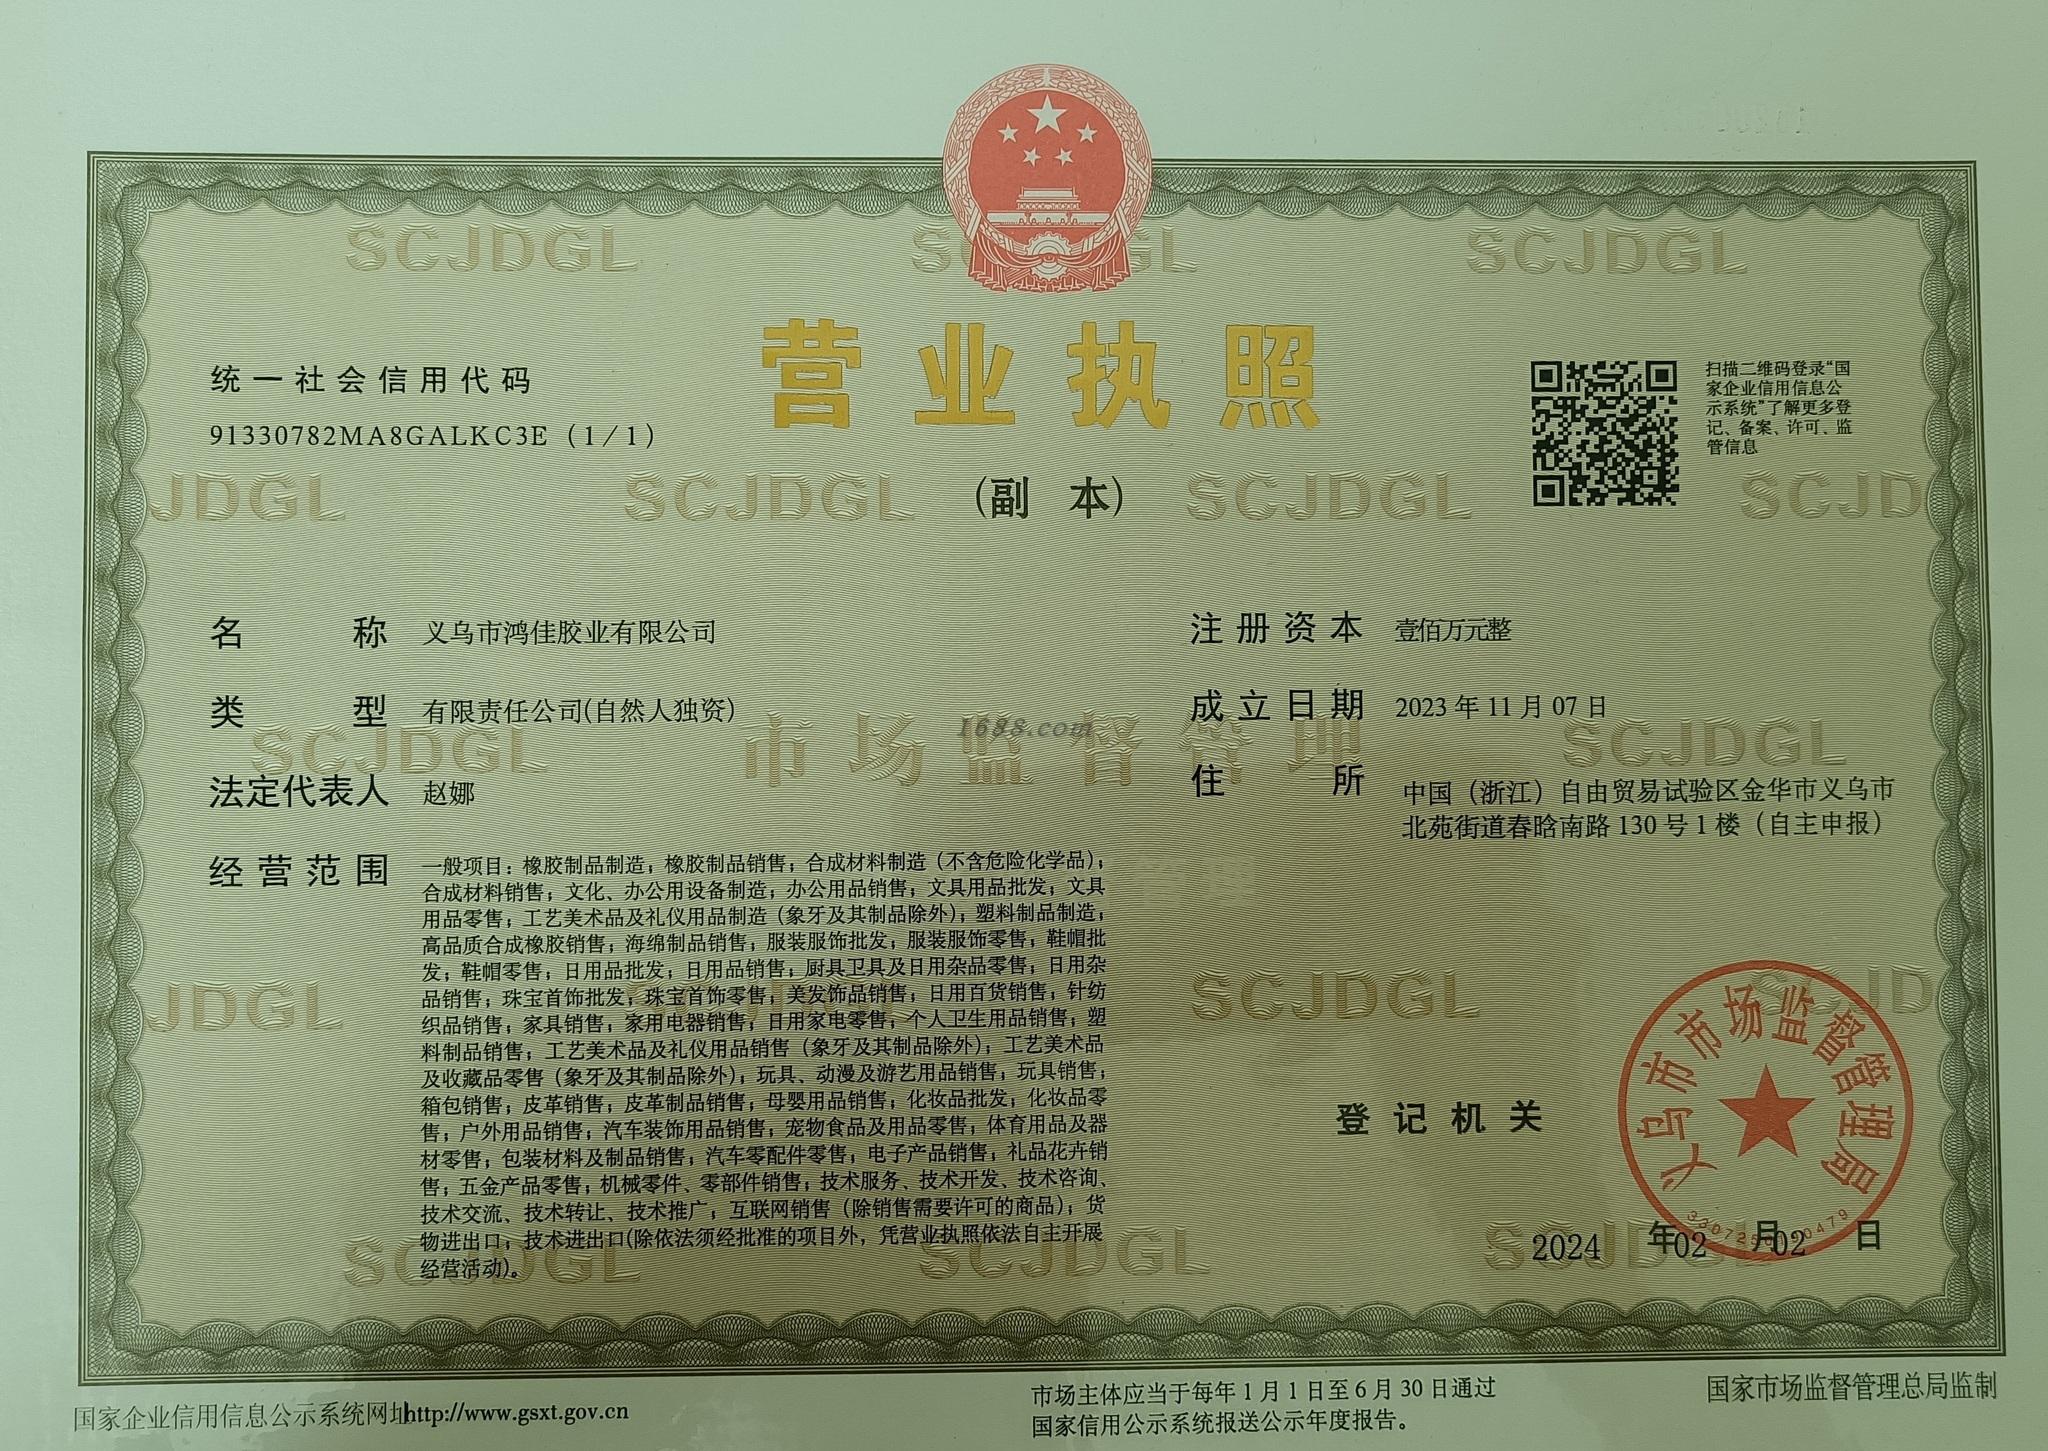 营业执照
(副 本)
统一社会信用代码
91330782MA8GALKC3E（1/1）
扫描二维码登录“国
家企业信用信息公
示系统”了解更多登
记、备案、许可、监
管信息
名 称 义乌市鸿佳胶业有限公司
类 型 有限责任公司(自然人独资)
法定代表人 赵娜
经营范围 一般项目：橡胶制品制造；橡胶制品销售；合成材料制造（不含危险化学品）；
合成材料销售；文化、办公用设备制造；办公用品销售；文具用品批发；文具
用品零售；工艺美术品及礼仪用品制造（象牙及其制品除外）；塑料制品制造；
高品质合成橡胶销售；海绵制品销售；服装服饰批发；服装服饰零售；鞋帽批
发；鞋帽零售；日用品批发；日用品销售；厨具卫具及日用杂品零售；日用杂
品销售；珠宝首饰批发；珠宝首饰零售；美发饰品销售；日用百货销售；针纺
织品销售；家具销售；家用电器销售；日用家电零售；个人卫生用品销售；塑
料制品销售；工艺美术品及礼仪用品销售（象牙及其制品除外）；工艺美术品
及收藏品零售（象牙及其制品除外）；玩具、动漫及游艺用品销售；玩具销售；
箱包销售；皮革销售；皮革制品销售；母婴用品销售；化妆品批发；化妆品零
售；户外用品销售；汽车装饰用品销售；宠物食品及用品零售；体育用品及器
材零售；包装材料及制品销售；汽车零配件零售；电子产品销售；礼品花卉销
售；五金产品零售；机械零件、零部件销售；技术服务、技术开发、技术咨询、
技术交流、技术转让、技术推广；互联网销售（除销售需要许可的商品）；货
物进出口；技术进出口(除依法须经批准的项目外，凭营业执照依法自主开展
经营活动)。
注册资本 壹佰万元整
成立日期 2023年11月07日
住 所 中国（浙江）自由贸易试验区金华市义乌市
北苑街道春晗南路130号1楼（自主申报）
1688.com
市场监督管理
SCJDGL
登记机关
义乌市市场监督管理局
2024 年02 月02 日
国家企业信用信息公示系统网址http://www.gsxt.gov.cn
市场主体应当于每年1月1日至6月30日通过
国家信用公示系统报送公示年度报告。
国家市场监督管理总局监制